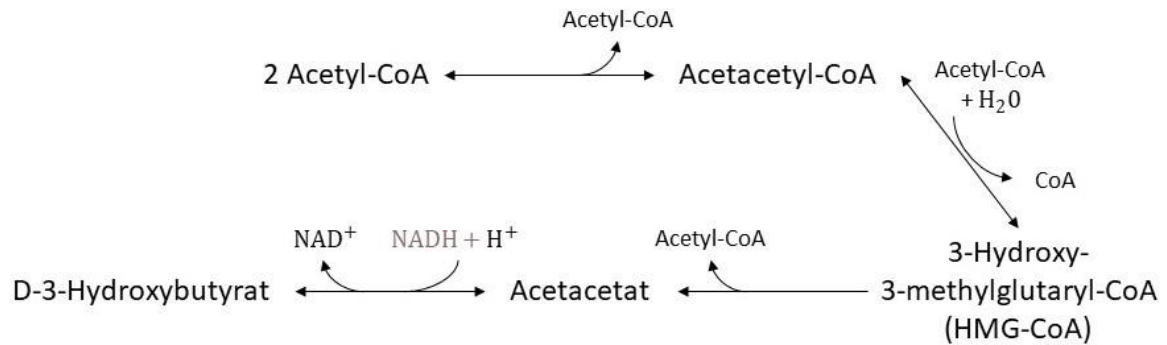 Acetyl-CoA
2 Acetyl-CoA
Acetacetyl-CoA
Acetyl-CoA
+ H₂0
CoA
NAD⁺
NADH + H⁺
Acetyl-CoA
D-3-Hydroxybutyrat
Acetacetat
3-Hydroxy-
3-methylglutaryl-CoA
(HMG-CoA)